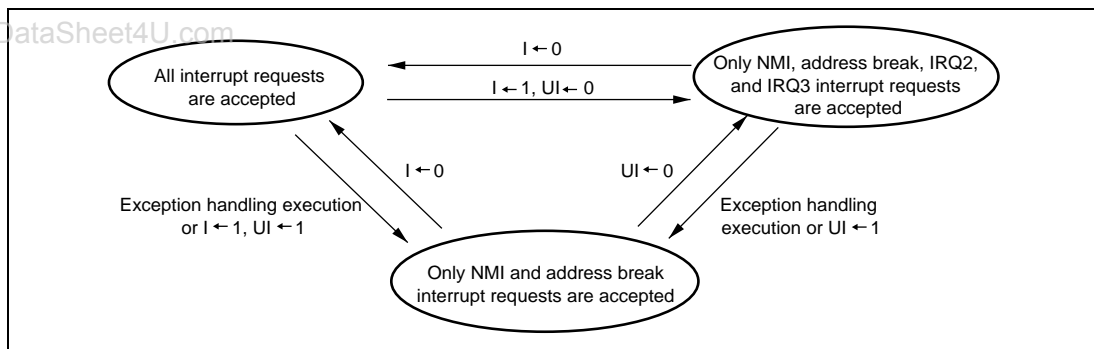 DataSheet4U.com
I ← 0
All interrupt requests
are accepted
Only NMI, address break, IRQ2,
and IRQ3 interrupt requests
are accepted
I ← 1, UI ← 0
I ← 0
UI ← 0
Exception handling execution
or I ← 1, UI ← 1
Exception handling
execution or UI ← 1
Only NMI and address break
interrupt requests are accepted